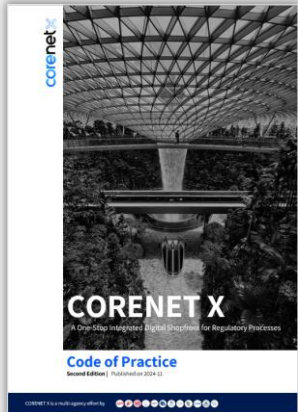 corenet X
CORENET X
A One-Stop Integrated Digital Shopfront for Regulatory Processes
Code of Practice
Second Edition | Published on 2024-11
CORENET X is a multi-agency effort by